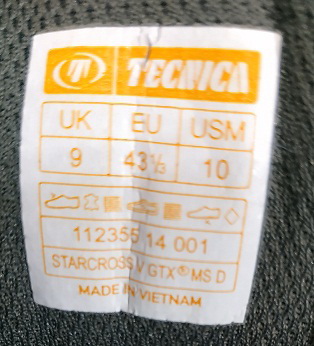 T TECNICA
UK EU USM
9 43⅓ 10
112355 14 001
STARCROSS V GTX® MS D
MADE IN VIETNAM